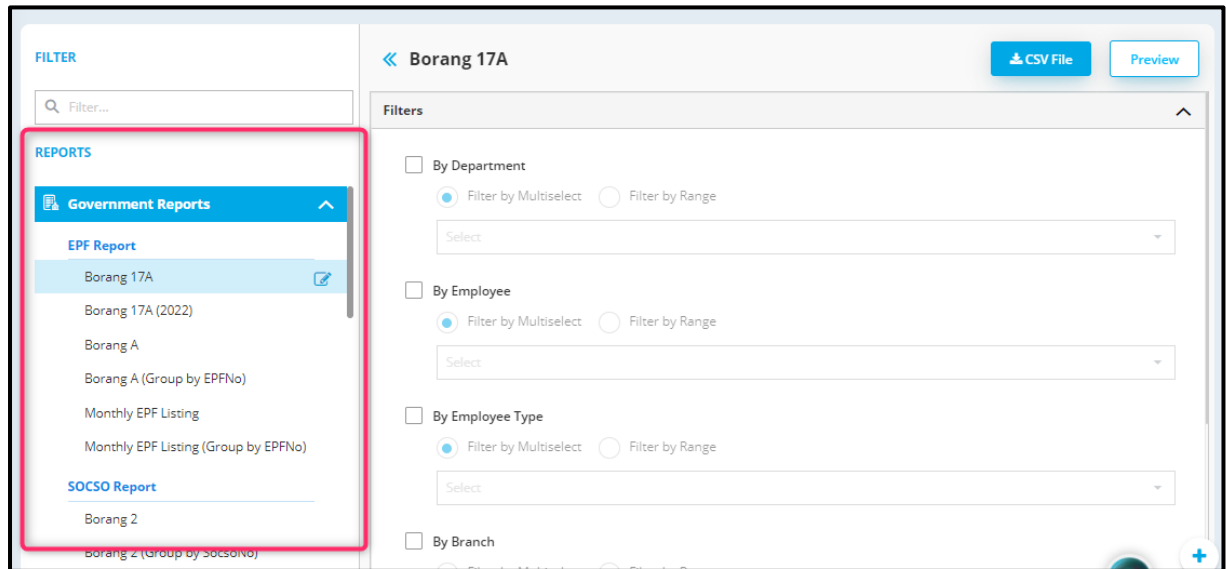 FILTER
Filter...
REPORTS
Government Reports
EPF Report
Borang 17A
Borang 17A (2022)
Borang A
Borang A (Group by EPFNo)
Monthly EPF Listing
Monthly EPF Listing (Group by EPFNo)
SOCSO Report
Borang 2
Borang 2 (Group by SocsoNo)
Borang 17A
CSV File
Preview
Filters
By Department
Filter by Multiselect Filter by Range
Select
By Employee
Filter by Multiselect Filter by Range
Select
By Employee Type
Filter by Multiselect Filter by Range
Select
By Branch